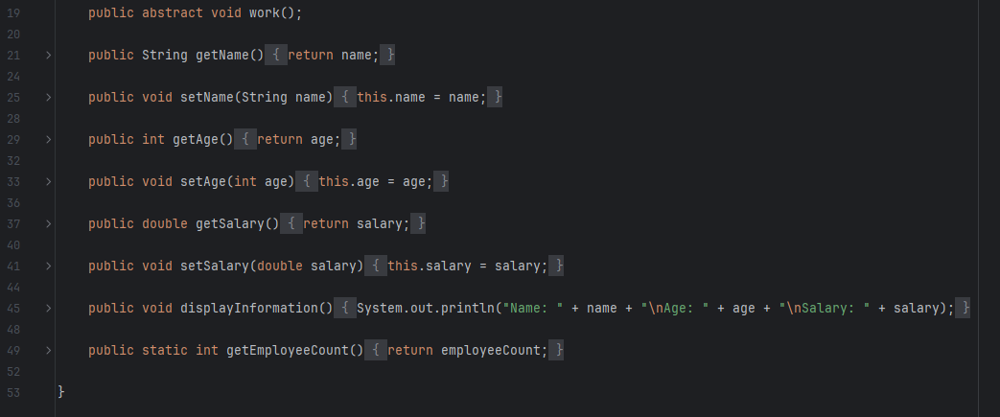 19 public abstract void work();
20
21 public String getName() { return name; }
24
25 public void setName(String name) { this.name = name; }
28
29 public int getAge() { return age; }
32
33 public void setAge(int age) { this.age = age; }
36
37 public double getSalary() { return salary; }
40
41 public void setSalary(double salary) { this.salary = salary; }
44
45 public void displayInformation() { System.out.println("Name: " + name + "\nAge: " + age + "\nSalary: " + salary); }
48
49 public static int getEmployeeCount() { return employeeCount; }
52
53 }